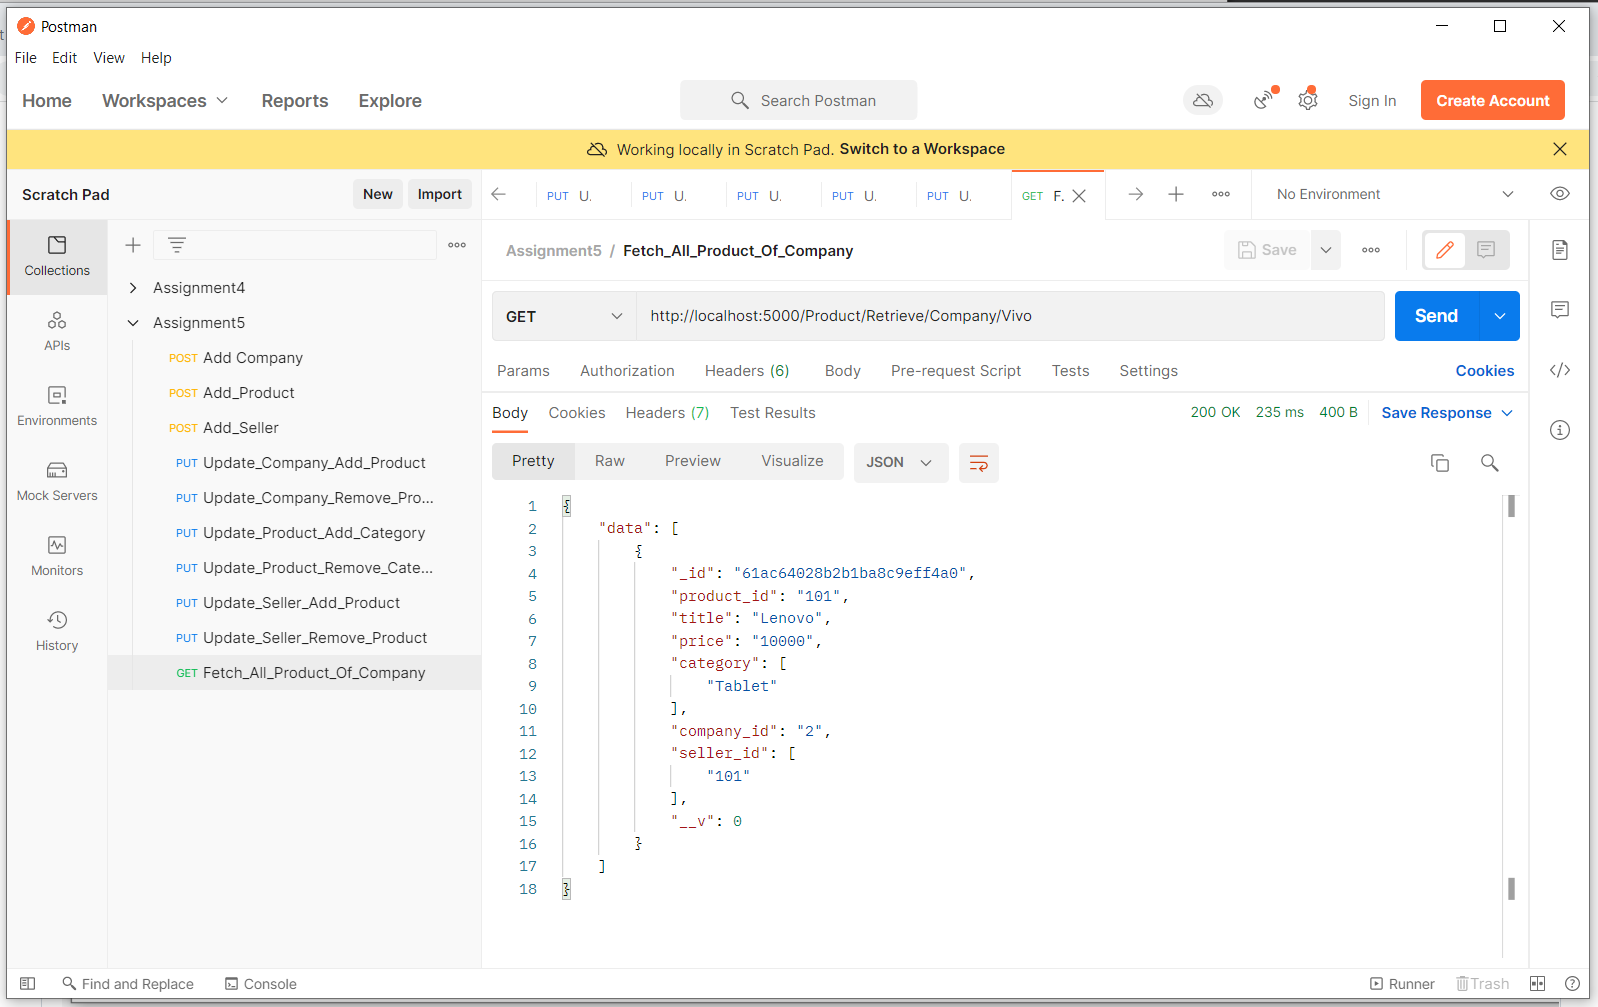 Postman
File Edit View Help
Home Workspaces Reports Explore Search Postman Sign In Create Account
Working locally in Scratch Pad. Switch to a Workspace
Scratch Pad New Import PUT U. PUT U. PUT U. PUT U. PUT U. GET F. No Environment
Collections
APIs
Environments
Mock Servers
Monitors
History
Assignment4
Assignment5
POST Add Company
POST Add_Product
POST Add_Seller
PUT Update_Company_Add_Product
PUT Update_Company_Remove_Pro...
PUT Update_Product_Add_Category
PUT Update_Product_Remove_Cate...
PUT Update_Seller_Add_Product
PUT Update_Seller_Remove_Product
GET Fetch_All_Product_Of_Company
Assignment5 / Fetch_All_Product_Of_Company Save
GET http://localhost:5000/Product/Retrieve/Company/Vivo Send
Params Authorization Headers (6) Body Pre-request Script Tests Settings Cookies
Body Cookies Headers (7) Test Results 200 OK 235 ms 400 B Save Response
Pretty Raw Preview Visualize JSON
1 {
2 "data": [
3 {
4 "_id": "61ac64028b2b1ba8c9eff4a0",
5 "product_id": "101",
6 "title": "Lenovo",
7 "price": "10000",
8 "category": [
9 "Tablet"
10 ],
11 "company_id": "2",
12 "seller_id": [
13 "101"
14 ],
15 "__v": 0
16 }
17 ]
18 }
Find and Replace Console Runner Trash